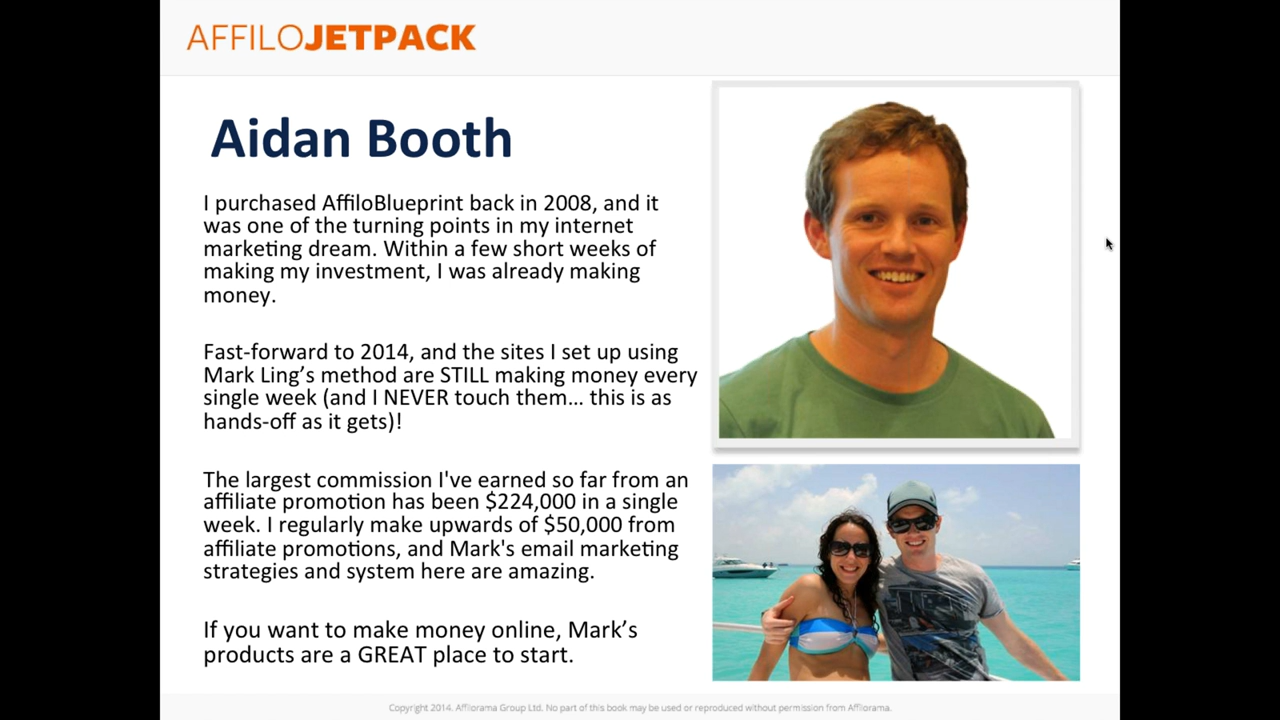 AFFILOJETPACK
Aidan Booth
I purchased AffiloBlueprint back in 2008, and it
was one of the turning points in my internet
marketing dream. Within a few short weeks of
making my investment, I was already making
money.
Fast-forward to 2014, and the sites I set up using
Mark Ling’s method are STILL making money every
single week (and I NEVER touch them... this is as
hands-off as it gets)!
The largest commission I've earned so far from an
affiliate promotion has been $224,000 in a single
week. I regularly make upwards of $50,000 from
affiliate promotions, and Mark's email marketing
strategies and system here are amazing.
If you want to make money online, Mark’s
products are a GREAT place to start.
Copyright 2014. Affilorama Group Ltd. No part of this book may be used or reproduced without permission from Affilorama.